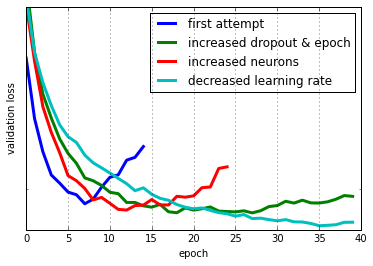 first attempt
increased dropout & epoch
increased neurons
decreased learning rate
validation loss
0 5 10 15 20 25 30 35 40
epoch